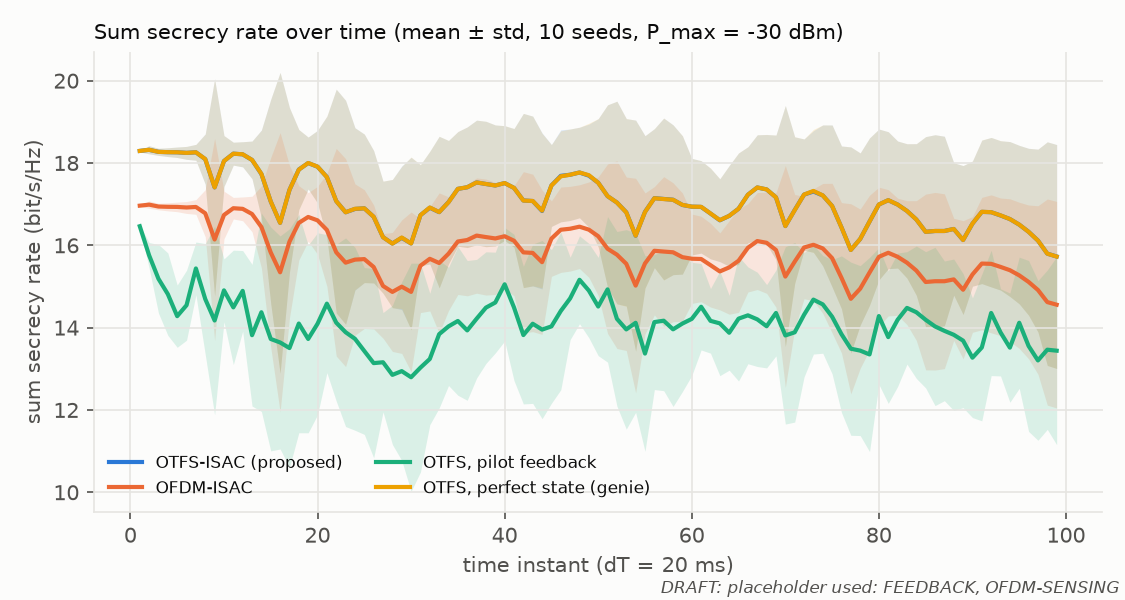 Sum secrecy rate over time (mean ± std, 10 seeds, P_max = -30 dBm)
sum secrecy rate (bit/s/Hz)
20
18
16
14
12
10
OTFS-ISAC (proposed)
OFDM-ISAC
OTFS, pilot feedback
OTFS, perfect state (genie)
0 20 40 60 80 100
time instant (dT = 20 ms)
DRAFT: placeholder used: FEEDBACK, OFDM-SENSING